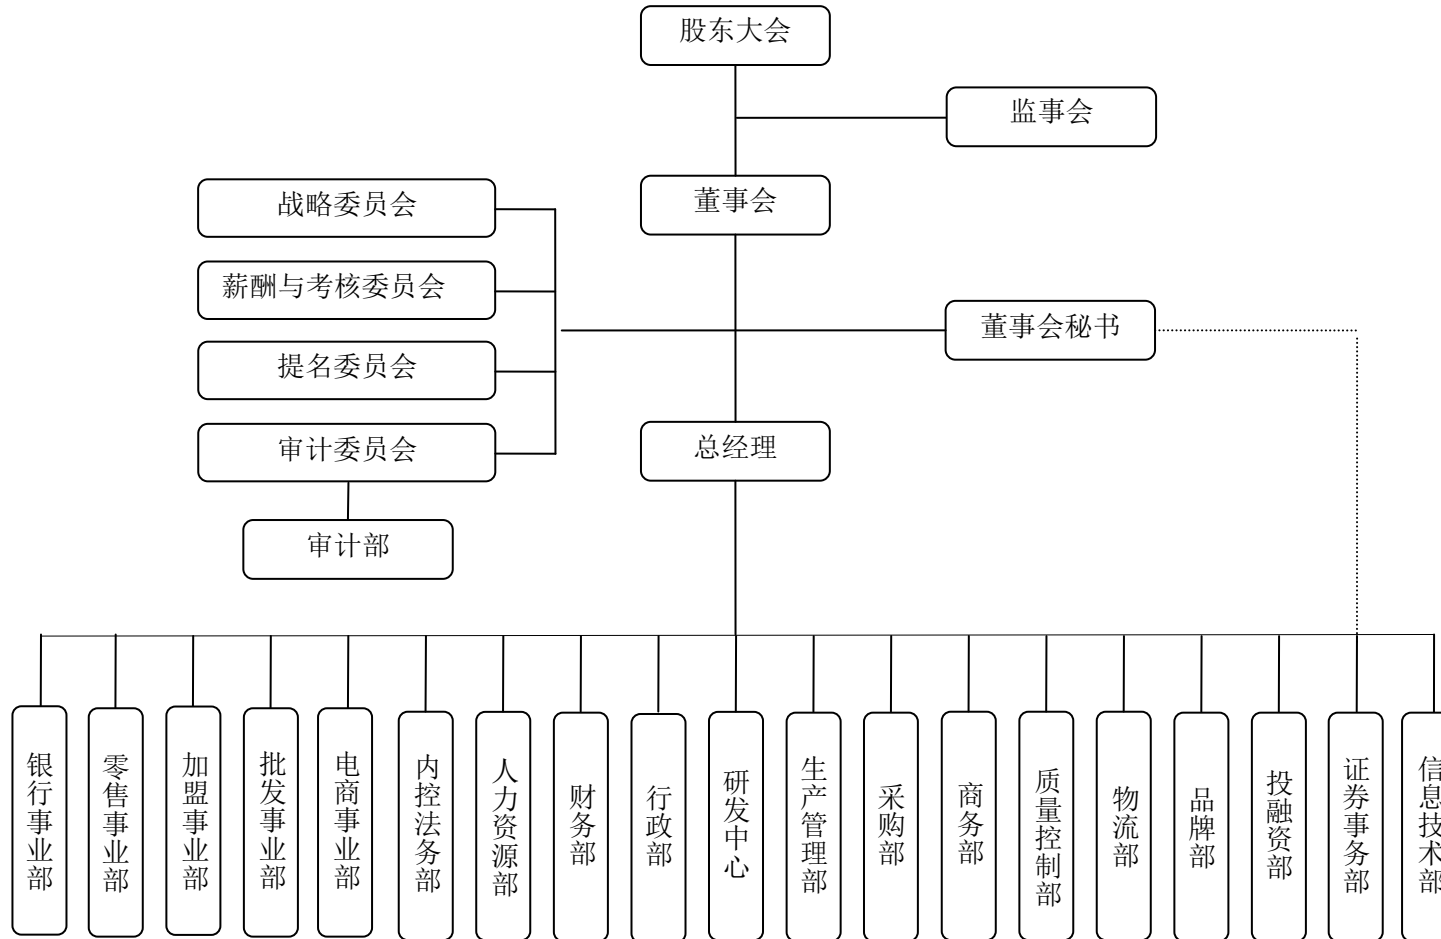 股东大会
监事会
董事会
战略委员会
薪酬与考核委员会
董事会秘书
提名委员会
审计委员会
总经理
审计部
银行事业部
零售事业部
加盟事业部
批发事业部
电商事业部
内控法务部
人力资源部
财务部
行政部
研发中心
生产管理部
采购部
商务部
质量控制部
物流部
品牌部
投融资部
证券事务部
信息技术部